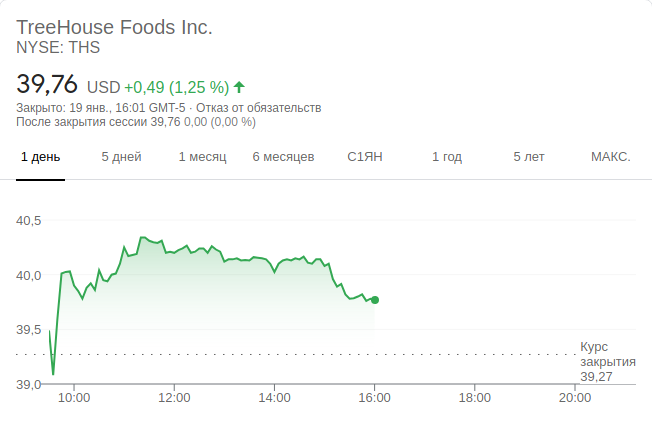 TreeHouse Foods Inc.
NYSE: THS
39,76 USD +0,49 (1,25 %)
Закрыто: 19 янв., 16:01 GMT-5 · Отказ от обязательств
После закрытия сессии 39,76 0,00 (0,00 %)
1 день 5 дней 1 месяц 6 месяцев С1ЯН 1 год 5 лет МАКС.
40,5
40,0
39,5
Курс
закрытия
39,27
39,0
10:00 12:00 14:00 16:00 18:00 20:00